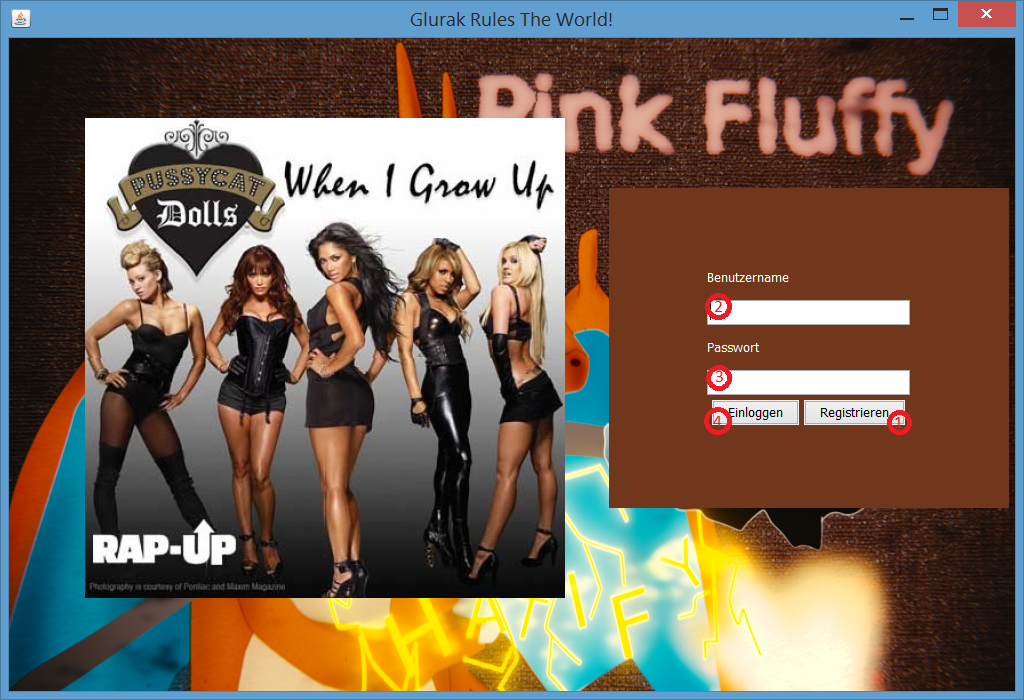 Glurak Rules The World!
Pink Fluffy
PUSSYCAT
Dolls
When I Grow Up
Benutzername
2
Passwort
3
Einloggen
Registrieren
4
1
RAP-UP
Photography is courtesy of Pontiac and Maxim Magazine